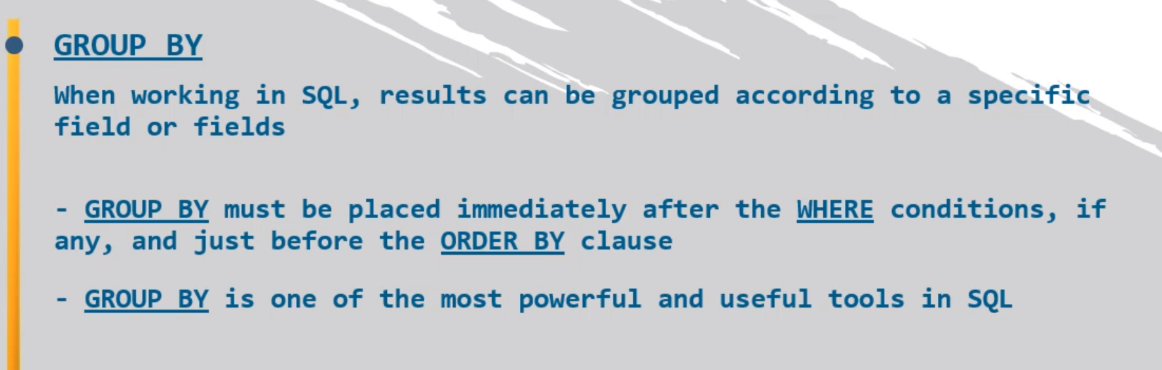 GROUP BY
When working in SQL, results can be grouped according to a specific
field or fields
- GROUP BY must be placed immediately after the WHERE conditions, if
any, and just before the ORDER BY clause
- GROUP BY is one of the most powerful and useful tools in SQL